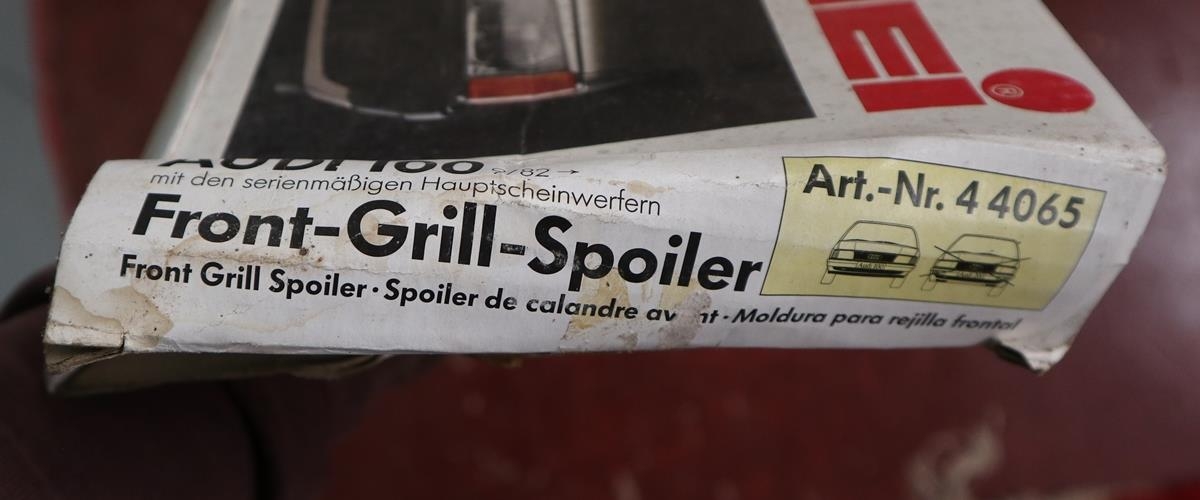 EI
AUDI 100 9/82 →
mit den serienmäßigen Hauptscheinwerfern
Front-Grill-Spoiler
Front Grill Spoiler · Spoiler de calandre · Moldura para rejilla frontal
Art.-Nr. 4 4065